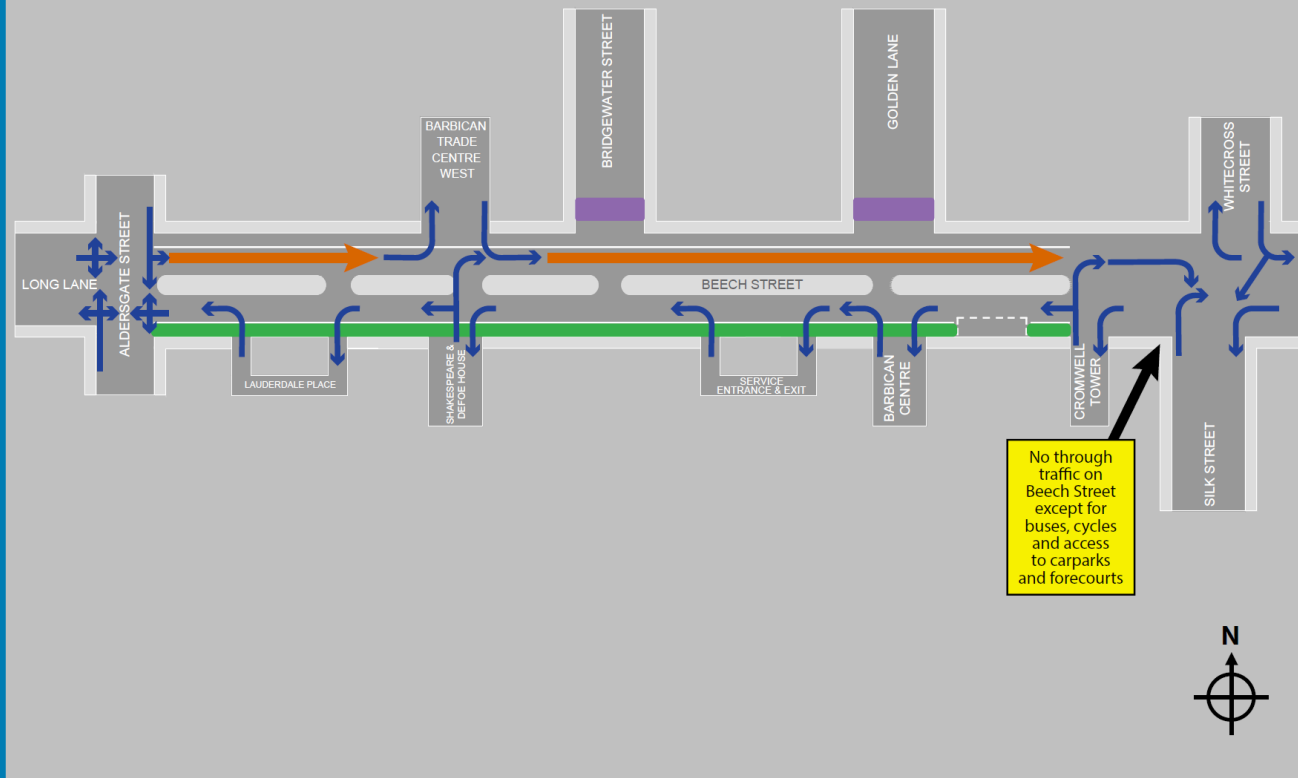 BRIDGEWATER STREET
GOLDEN LANE
BARBICAN
TRADE
CENTRE
WEST
WHITECROSS
STREET
LONG LANE
ALDERSGATE STREET
BEECH STREET
LAUDERDALE PLACE
SHAKESPEARE &
DEFOE HOUSE
SERVICE
ENTRANCE & EXIT
BARBICAN
CENTRE
CROMWELL
TOWER
SILK STREET
No through
traffic on
Beech Street
except for
buses, cycles
and access
to carparks
and forecourts
N